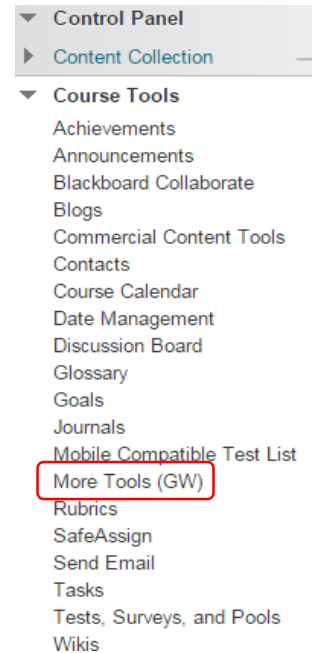 Control Panel
Content Collection
Course Tools
Achievements
Announcements
Blackboard Collaborate
Blogs
Commercial Content Tools
Contacts
Course Calendar
Date Management
Discussion Board
Glossary
Goals
Journals
Mobile Compatible Test List
More Tools (GW)
Rubrics
SafeAssign
Send Email
Tasks
Tests, Surveys, and Pools
Wikis